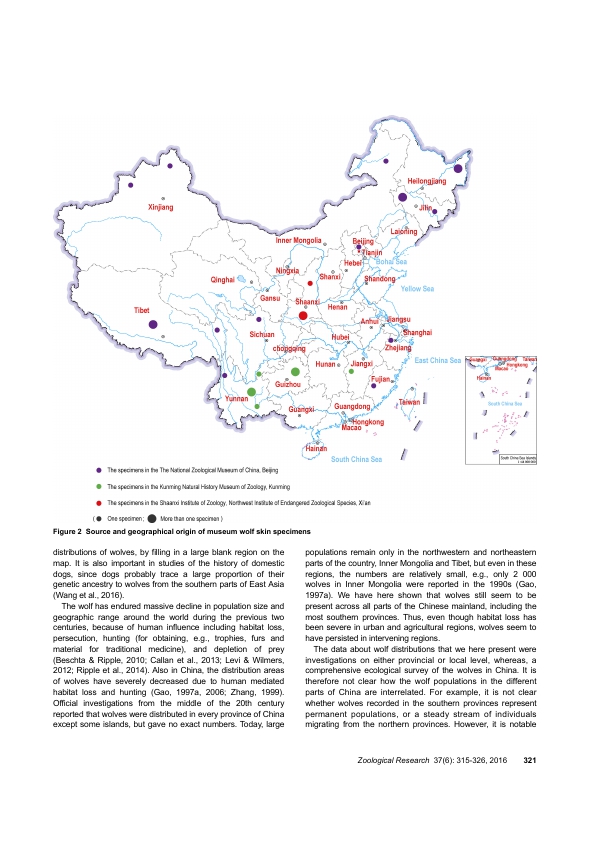 Heilongjiang
Jilin
Xinjiang
Laioning
Inner Mongolia
Beijing
Tianjin
Hebei
Bohai Sea
Ningxia
Shanxi
Shandong
Qinghai
Yellow Sea
Gansu
Shaanxi
Henan
Tibet
Anhui
Jiangsu
Shanghai
Sichuan
Hubei
Zhejiang
chongqing
East China Sea
Hunan
Jiangxi
Guizhou
Fujian
Yunnan
Taiwan
Guangxi
Guangdong
Hongkong
Macao
Hainan
South China Sea
Guangxi
Guangdong
Taiwan
Hongkong
Macao
Hainan
South China Sea
South China Sea Islands
The specimens in the The National Zoological Museum of China, Beijing
The specimens in the Kunming Natural History Museum of Zoology, Kunming
The specimens in the Shaanxi Institute of Zoology, Northwest Institute of Endangered Zoological Species, Xi'an
( One specimen; More than one specimen )
Figure 2 Source and geographical origin of museum wolf skin specimens
distributions of wolves, by filling in a large blank region on the
map. It is also important in studies of the history of domestic
dogs, since dogs probably trace a large proportion of their
genetic ancestry to wolves from the southern parts of East Asia
(Wang et al., 2016).
The wolf has endured massive decline in population size and
geographic range around the world during the previous two
centuries, because of human influence including habitat loss,
persecution, hunting (for obtaining, e.g., trophies, furs and
material for traditional medicine), and depletion of prey
(Beschta & Ripple, 2010; Callan et al., 2013; Levi & Wilmers,
2012; Ripple et al., 2014). Also in China, the distribution areas
of wolves have severely decreased due to human mediated
habitat loss and hunting (Gao, 1997a, 2006; Zhang, 1999).
Official investigations from the middle of the 20th century
reported that wolves were distributed in every province of China
except some islands, but gave no exact numbers. Today, large
populations remain only in the northwestern and northeastern
parts of the country, Inner Mongolia and Tibet, but even in these
regions, the numbers are relatively small, e.g., only 2 000
wolves in Inner Mongolia were reported in the 1990s (Gao,
1997a). We have here shown that wolves still seem to be
present across all parts of the Chinese mainland, including the
most southern provinces. Thus, even though habitat loss has
been severe in urban and agricultural regions, wolves seem to
have persisted in intervening regions.
The data about wolf distributions that we here present were
investigations on either provincial or local level, whereas, a
comprehensive ecological survey of the wolves in China. It is
therefore not clear how the wolf populations in the different
parts of China are interrelated. For example, it is not clear
whether wolves recorded in the southern provinces represent
permanent populations, or a steady stream of individuals
migrating from the northern provinces. However, it is notable
Zoological Research 37(6): 315-326, 2016 321